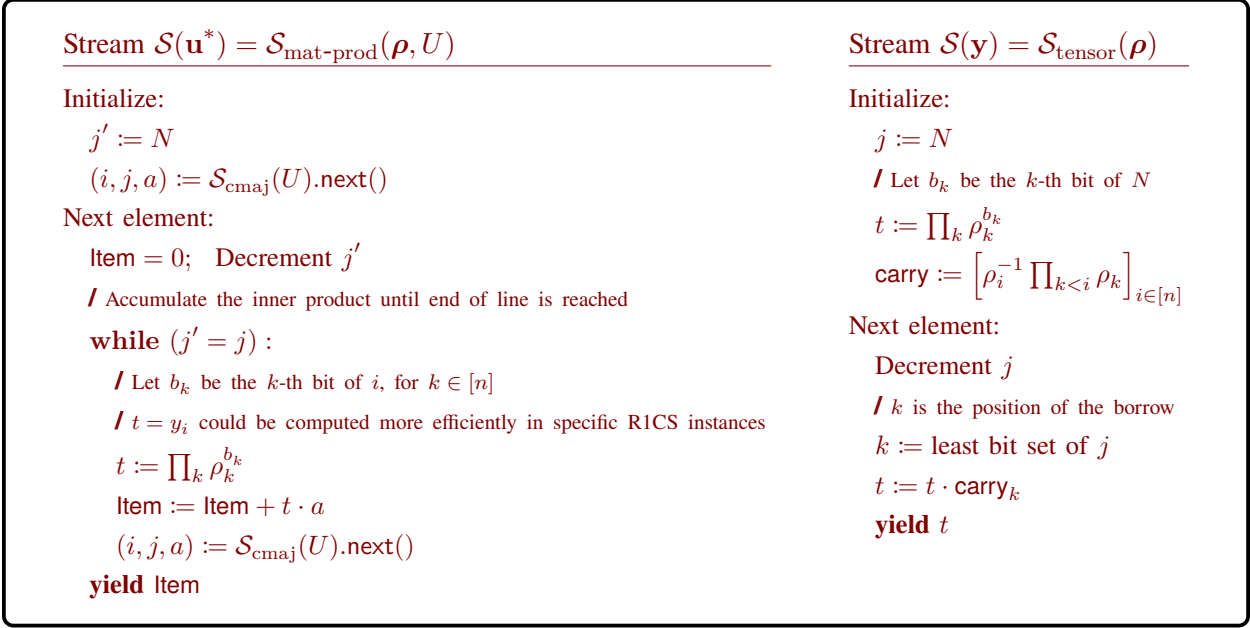 Stream 𝒮(𝐮*) = 𝒮_mat-prod(𝝆, U)
Initialize:
j′ := N
(i, j, a) := 𝒮_cmaj(U).next()
Next element:
Item = 0; Decrement j′
/ Accumulate the inner product until end of line is reached
while (j′ = j) :
/ Let b_k be the k-th bit of i, for k ∈ [n]
/ t = y_i could be computed more efficiently in specific R1CS instances
t := ∏_k ρ_k^{b_k}
Item := Item + t · a
(i, j, a) := 𝒮_cmaj(U).next()
yield Item
Stream 𝒮(𝐲) = 𝒮_tensor(𝝆)
Initialize:
j := N
/ Let b_k be the k-th bit of N
t := ∏_k ρ_k^{b_k}
carry := [ρ_i^{-1} ∏_{k<i} ρ_k]_{i∈[n]}
Next element:
Decrement j
/ k is the position of the borrow
k := least bit set of j
t := t · carry_k
yield t